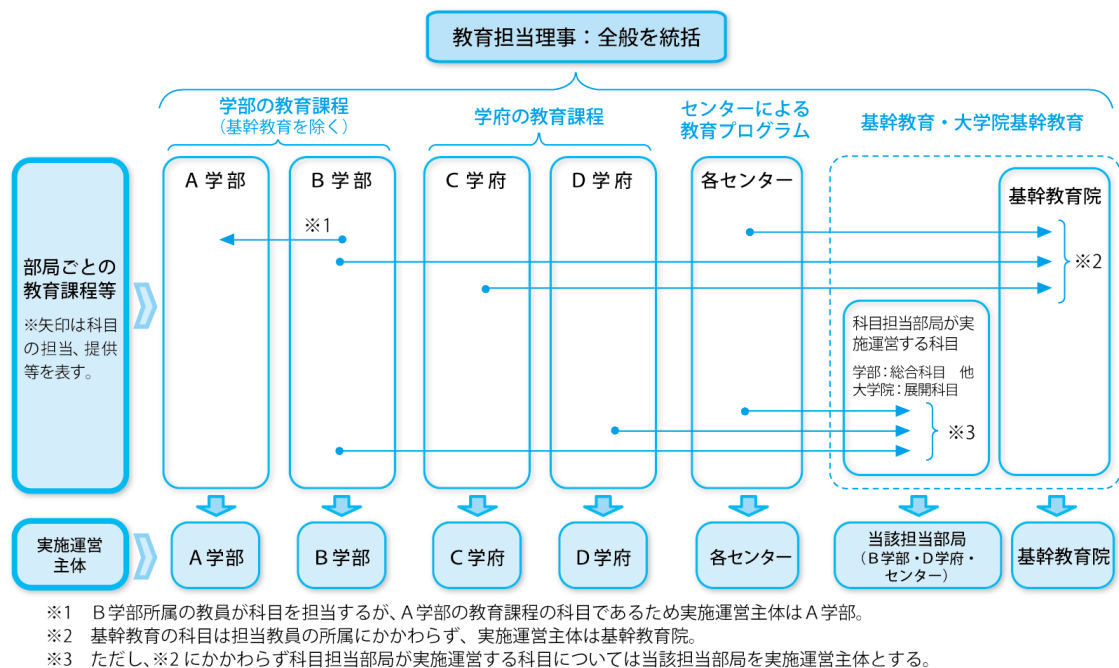 教育担当理事：全般を統括
学部の教育課程
（基幹教育を除く）
学府の教育課程
センターによる
教育プログラム
基幹教育・大学院基幹教育
部局ごとの
教育課程等
※矢印は科目
の担当、提供
等を表す。
A 学部
B 学部
C 学府
D 学府
各センター
基幹教育院
※1
※2
科目担当部局が実
施運営する科目
学部：総合科目　他
大学院：展開科目
※3
実施運営
主体
A学部
B学部
C学府
D学府
各センター
当該担当部局
（B学部・D学府・
センター）
基幹教育院
※1　B学部所属の教員が科目を担当するが、A学部の教育課程の科目であるため実施運営主体はA学部。
※2　基幹教育の科目は担当教員の所属にかかわらず、実施運営主体は基幹教育院。
※3　ただし、※2にかかわらず科目担当部局が実施運営する科目については当該担当部局を実施運営主体とする。